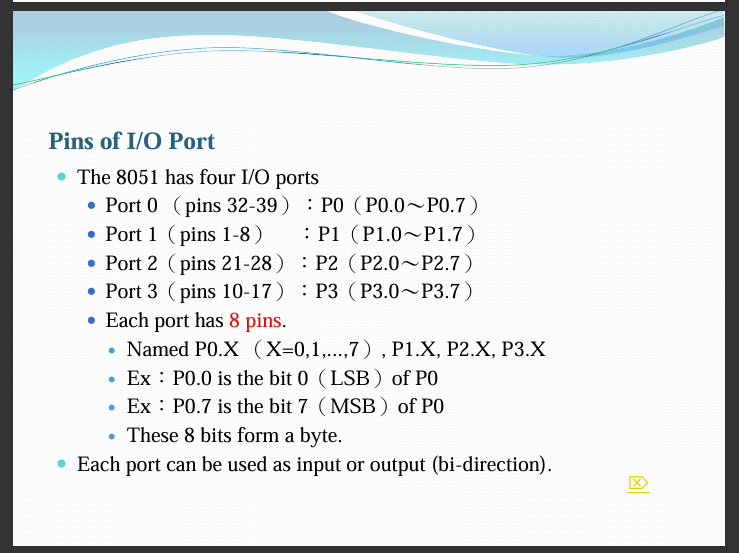 Pins of I/O Port
The 8051 has four I/O ports
Port 0 （pins 32-39）：P0（P0.0～P0.7）
Port 1（pins 1-8） ：P1（P1.0～P1.7）
Port 2（pins 21-28）：P2（P2.0～P2.7）
Port 3（pins 10-17）：P3（P3.0～P3.7）
Each port has 8 pins.
Named P0.X （X=0,1,...,7）, P1.X, P2.X, P3.X
Ex：P0.0 is the bit 0（LSB）of P0
Ex：P0.7 is the bit 7（MSB）of P0
These 8 bits form a byte.
Each port can be used as input or output (bi-direction).